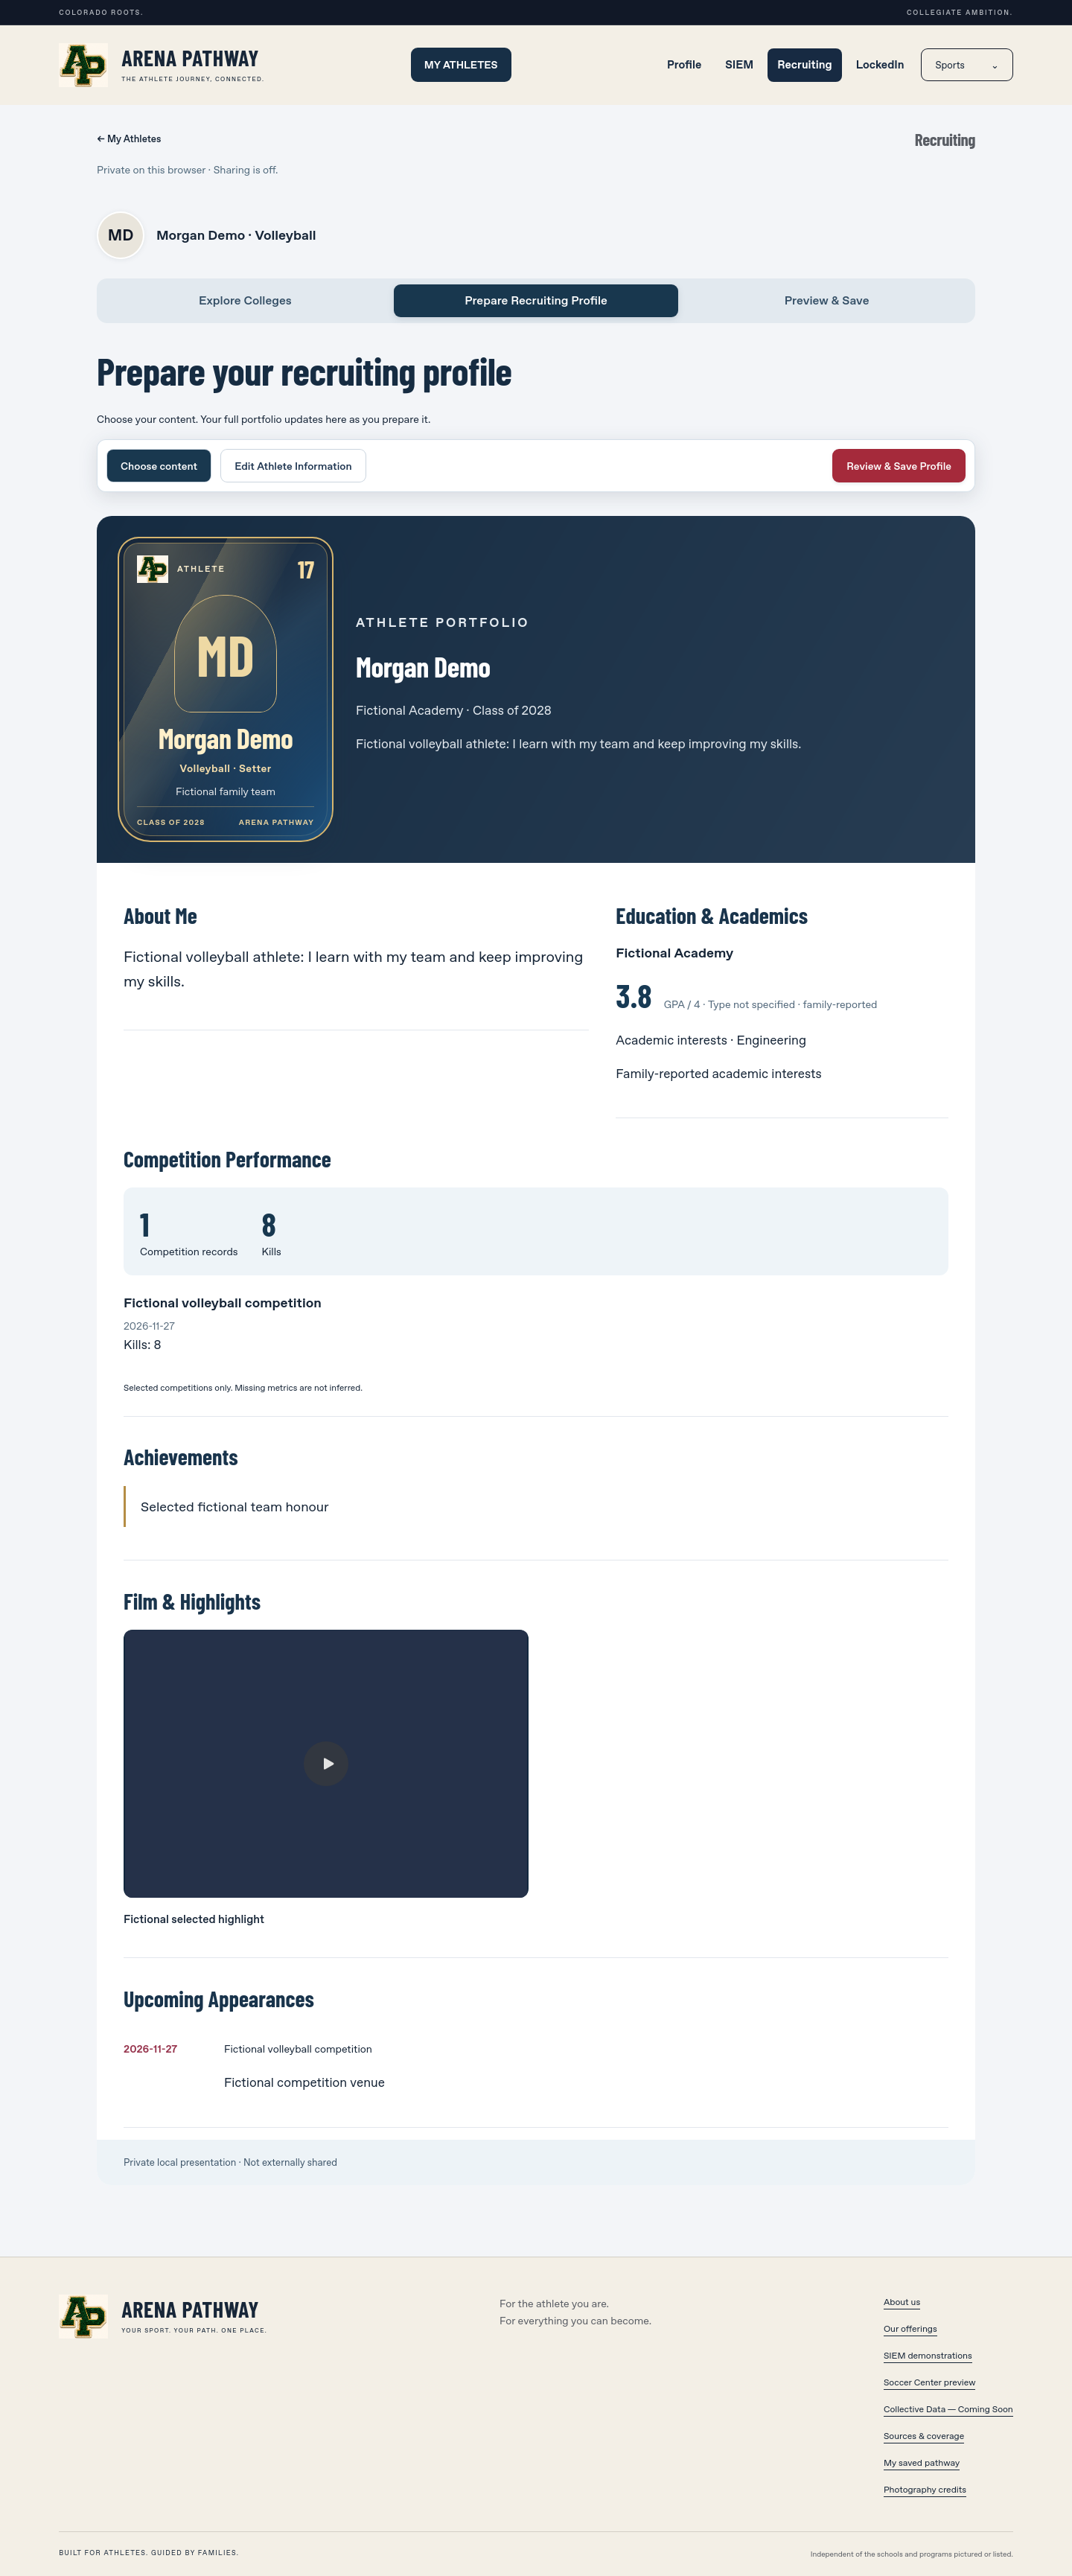 COLORADO ROOTS.
COLLEGIATE AMBITION.
AP
ARENA PATHWAY
THE ATHLETE JOURNEY, CONNECTED.
MY ATHLETES
Profile
SIEM
Recruiting
LockedIn
Sports
← My Athletes
Recruiting
Private on this browser · Sharing is off.
MD
Morgan Demo · Volleyball
Explore Colleges
Prepare Recruiting Profile
Preview & Save
Prepare your recruiting profile
Choose your content. Your full portfolio updates here as you prepare it.
Choose content
Edit Athlete Information
Review & Save Profile
AP
ATHLETE
17
MD
Morgan Demo
Volleyball · Setter
Fictional family team
CLASS OF 2028
ARENA PATHWAY
ATHLETE PORTFOLIO
Morgan Demo
Fictional Academy · Class of 2028
Fictional volleyball athlete: I learn with my team and keep improving my skills.
About Me
Fictional volleyball athlete: I learn with my team and keep improving
my skills.
Education & Academics
Fictional Academy
3.8 GPA / 4 · Type not specified · family-reported
Academic interests · Engineering
Family-reported academic interests
Competition Performance
1
Competition records
8
Kills
Fictional volleyball competition
2026-11-27
Kills: 8
Selected competitions only. Missing metrics are not inferred.
Achievements
Selected fictional team honour
Film & Highlights
Fictional selected highlight
Upcoming Appearances
2026-11-27
Fictional volleyball competition
Fictional competition venue
Private local presentation · Not externally shared
AP
ARENA PATHWAY
YOUR SPORT. YOUR PATH. ONE PLACE.
For the athlete you are.
For everything you can become.
About us
Our offerings
SIEM demonstrations
Soccer Center preview
Collective Data — Coming Soon
Sources & coverage
My saved pathway
Photography credits
BUILT FOR ATHLETES. GUIDED BY FAMILIES.
Independent of the schools and programs pictured or listed.